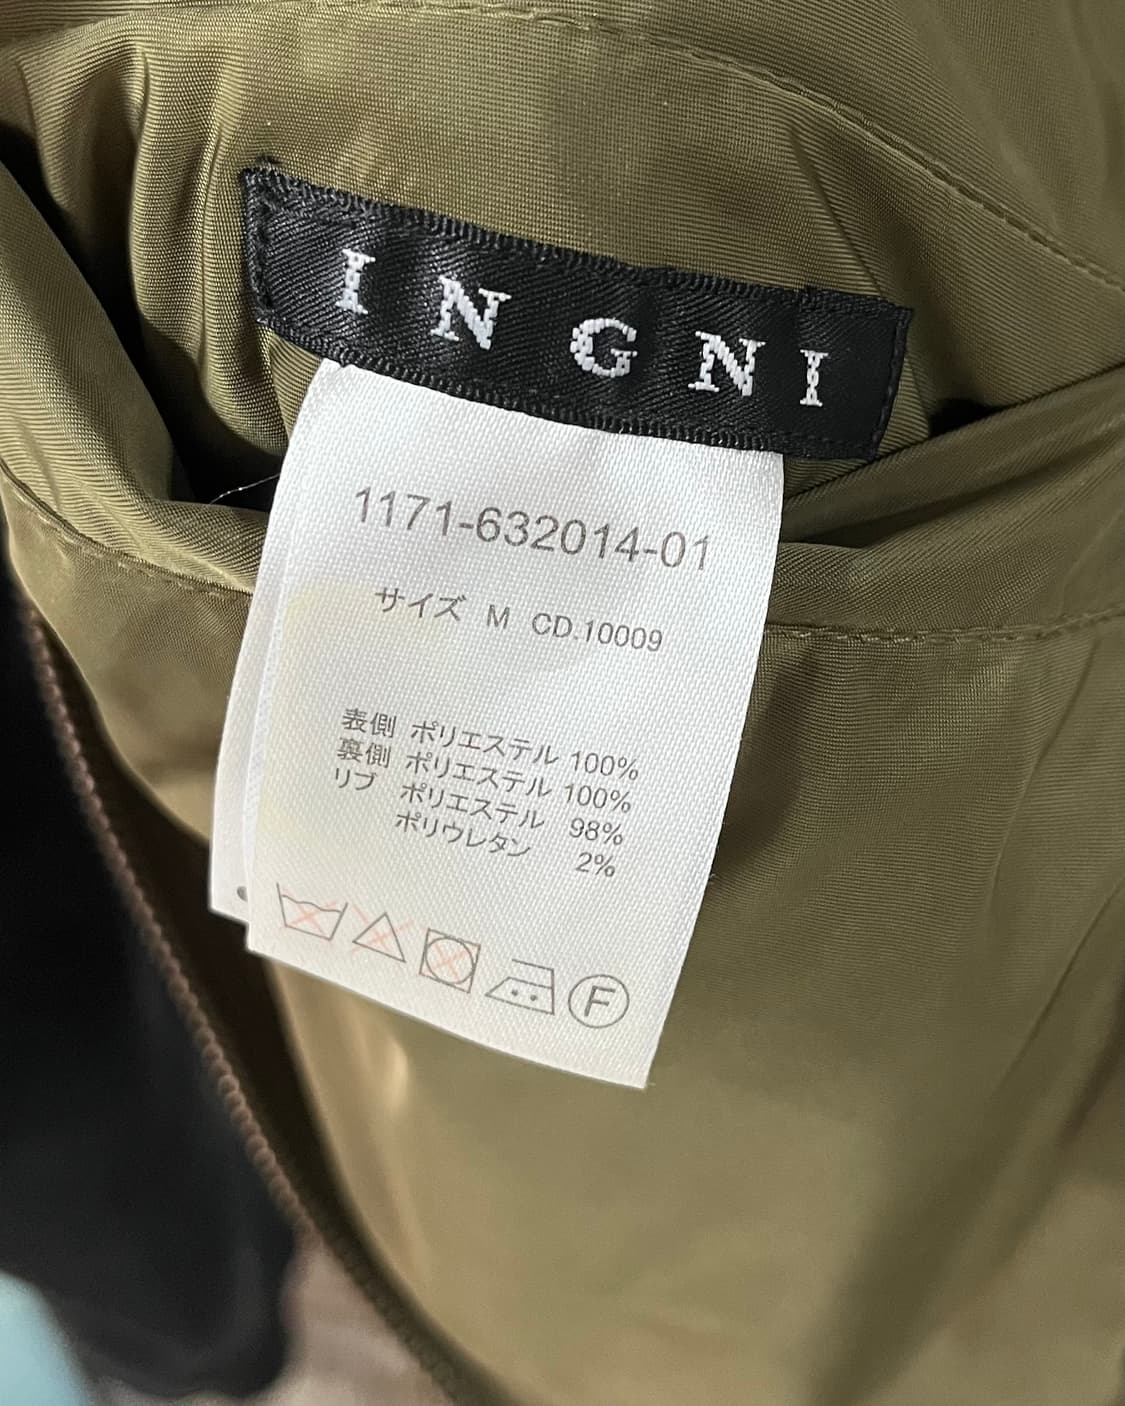 INGNI
1171-632014-01
サイズ M CD.10009
表側 ポリエステル 100%
裏側 ポリエステル 100%
リブ ポリエステル 98%
ポリウレタン 2%
F